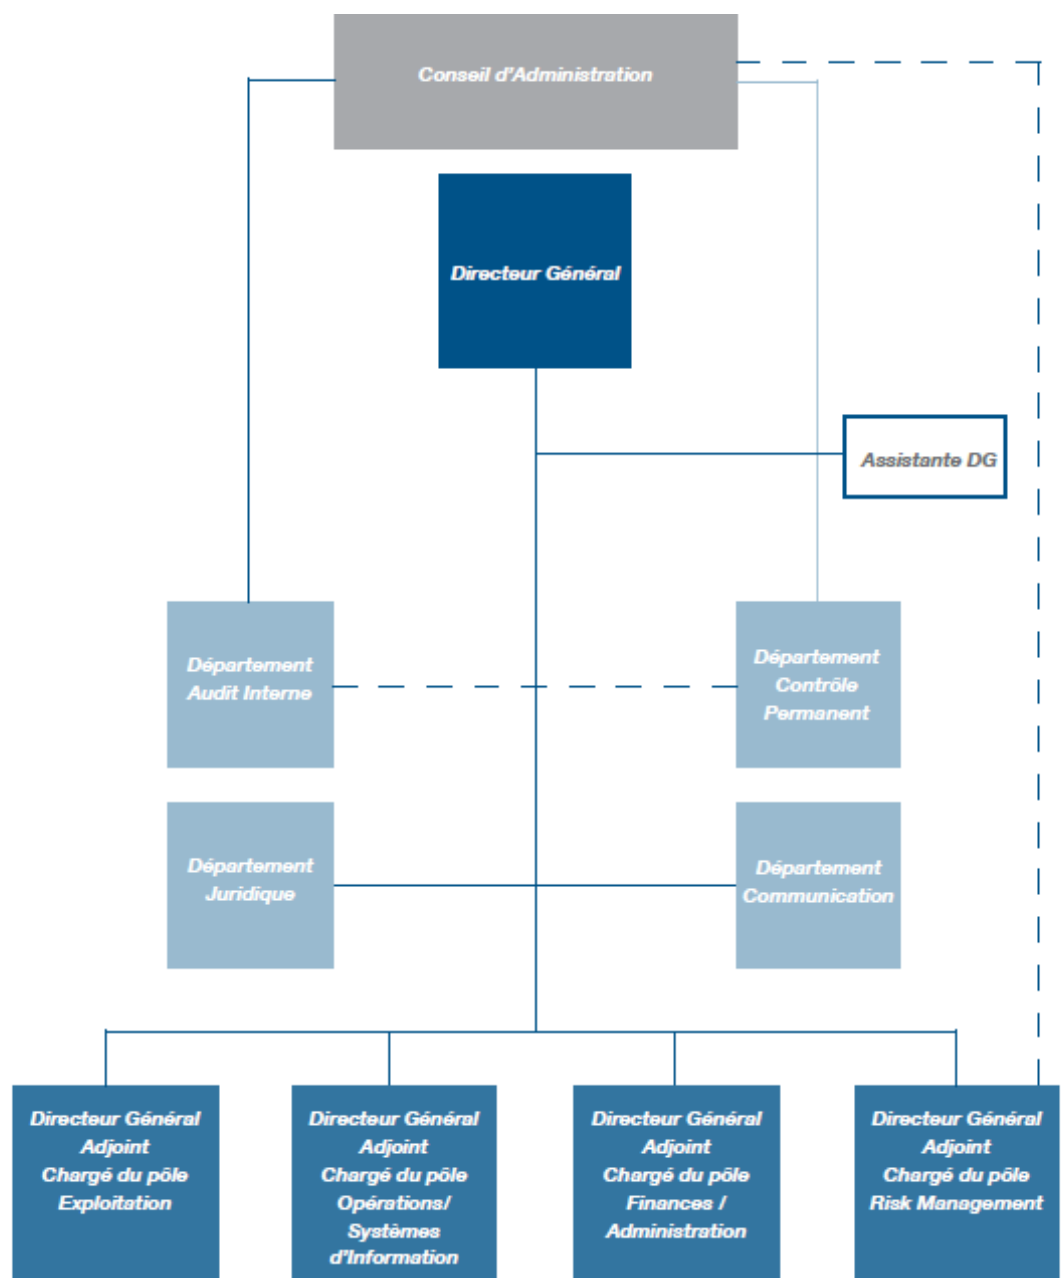 Conseil d'Administration
Directeur Général
Assistante DG
Département
Audit Interne
Département
Contrôle
Permanent
Département
Juridique
Département
Communication
Directeur Général
Adjoint
Chargé du pôle
Exploitation
Directeur Général
Adjoint
Chargé du pôle
Opérations/
Systèmes
d'Information
Directeur Général
Adjoint
Chargé du pôle
Finances /
Administration
Directeur Général
Adjoint
Chargé du pôle
Risk Management